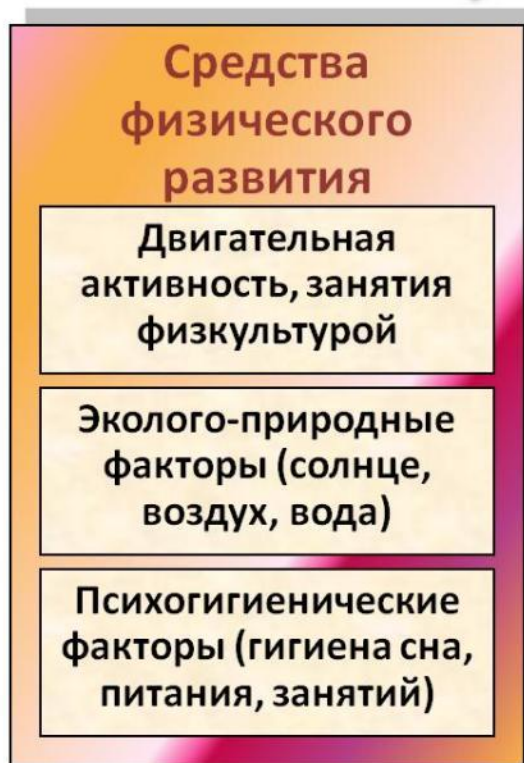 Средства
физического
развития
Двигательная
активность, занятия
физкультурой
Эколого-природные
факторы (солнце,
воздух, вода)
Психогигиенические
факторы (гигиена сна,
питания, занятий)